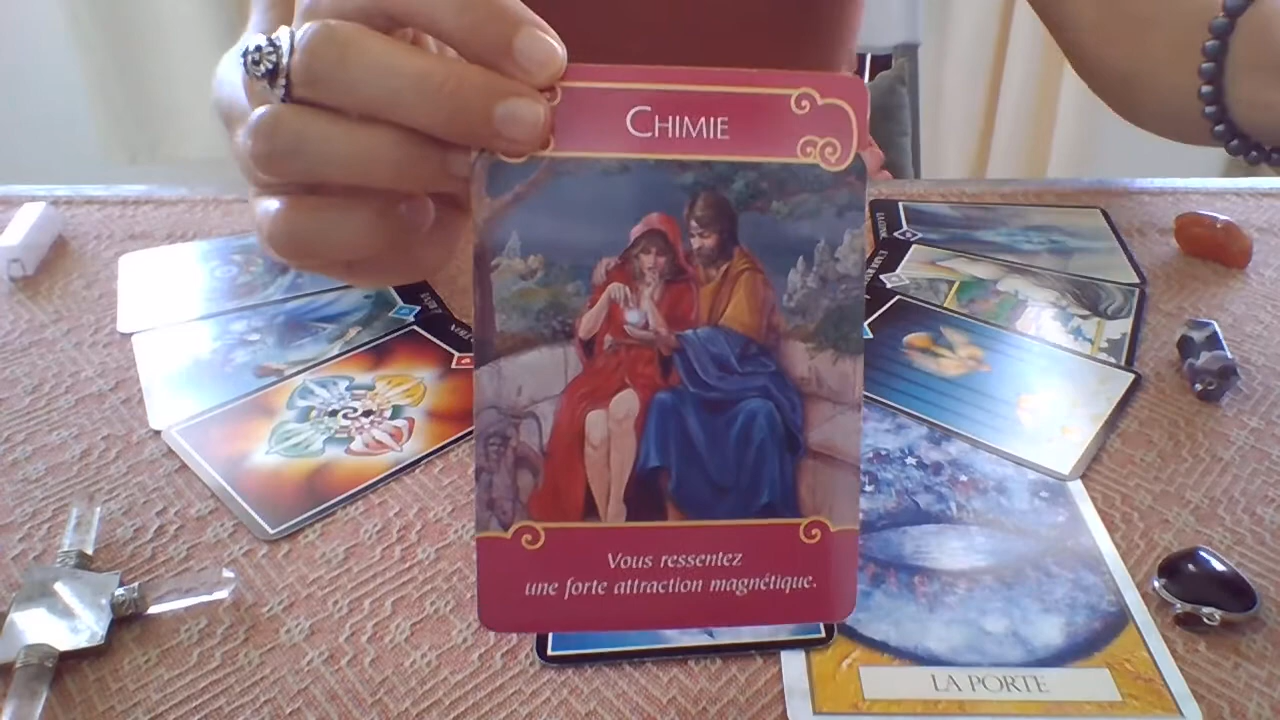 CHIMIE
Vous ressentez
une forte attraction magnétique.
LA PORTE